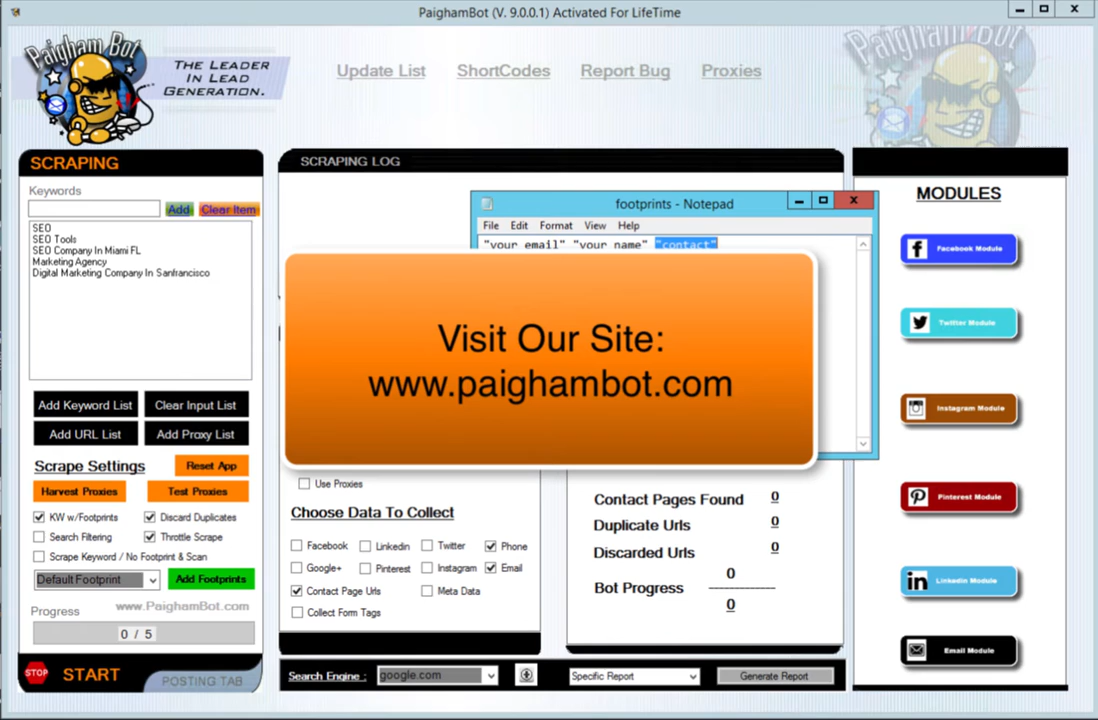 PaighamBot (V. 9.0.0.1) Activated For LifeTime
Paigham Bot
THE LEADER
IN LEAD
GENERATION.
Update List
ShortCodes
Report Bug
Proxies
Paigham Bot
SCRAPING
Keywords
Add
Clear Item
SEO
SEO Tools
SEO Company In Miami FL
Marketing Agency
Digital Marketing Company In Sanfrancisco
Add Keyword List
Clear Input List
Add URL List
Add Proxy List
Scrape Settings
Reset App
Harvest Proxies
Test Proxies
KW w/Footprints
Discard Duplicates
Search Filtering
Throttle Scrape
Scrape Keyword / No Footprint & Scan
Default Footprint
Add Footprints
Progress
www.PaighamBot.com
0 / 5
STOP
START
POSTING TAB
SCRAPING LOG
footprints - Notepad
File Edit Format View Help
"your email" "your name" "contact"
Visit Our Site:
www.paighambot.com
Use Proxies
Choose Data To Collect
Facebook
Linkedin
Twitter
Phone
Google+
Pinterest
Instagram
Email
Contact Page Urls
Meta Data
Collect Form Tags
Contact Pages Found 0
Duplicate Urls 0
Discarded Urls 0
Bot Progress
0
0
Search Engine :
google.com
Specific Report
Generate Report
MODULES
Facebook Module
Twitter Module
Instagram Module
Pinterest Module
Linkedin Module
Email Module